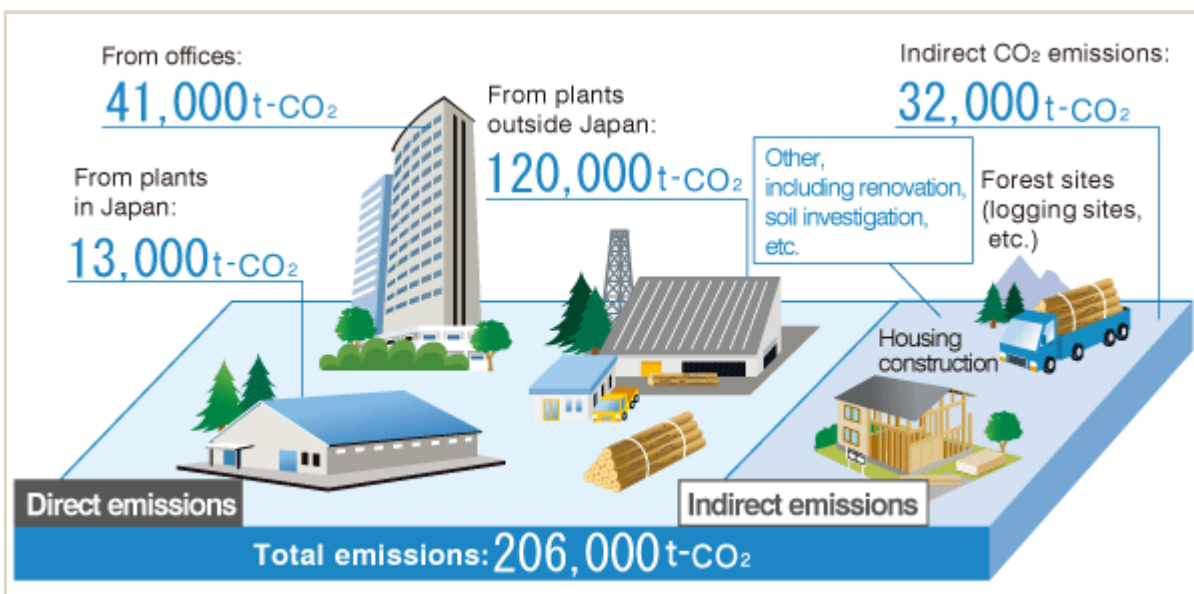 From offices:
41,000t-CO₂
From plants
in Japan:
13,000t-CO₂
From plants
outside Japan:
120,000t-CO₂
Indirect CO₂ emissions:
32,000t-CO₂
Other,
including renovation,
soil investigation,
etc.
Forest sites
(logging sites,
etc.)
Housing
construction
Direct emissions
Indirect emissions
Total emissions: 206,000t-CO₂